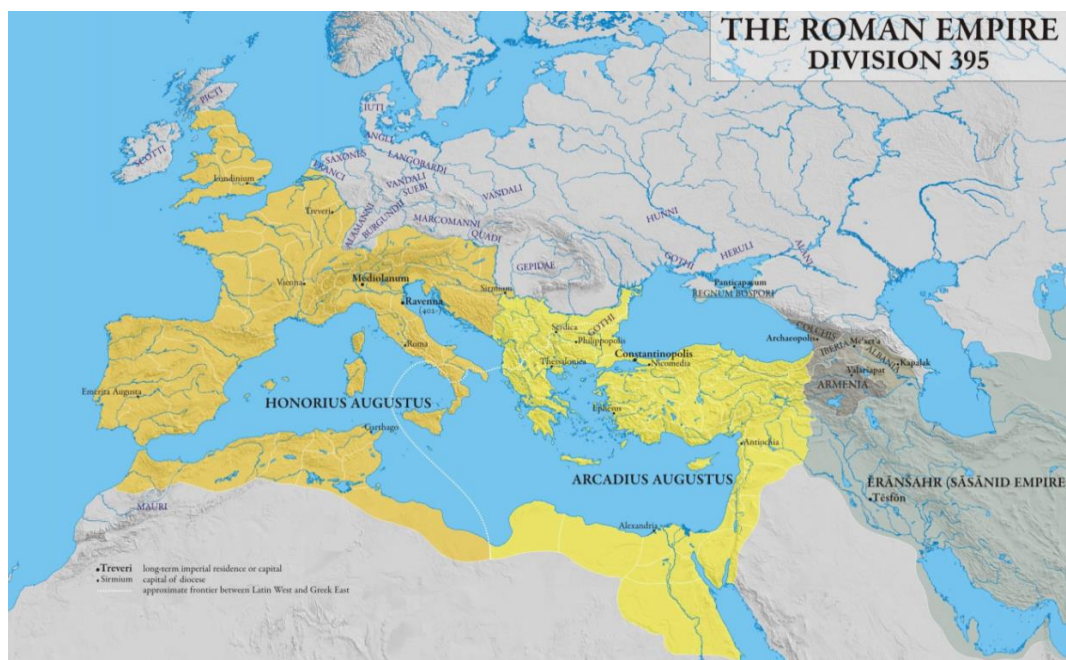 THE ROMAN EMPIRE
DIVISION 395
PICTI
SCOTTI
IUTI
ANGLI
SAXONES
FRANCI
LANGOBARDI
VANDALI
SUEBI
VANDALI
ALAMANNI
BURGUNDII
MARCOMANNI
QUADI
HUNNI
GEPIDAE
GOTHI
HERULI
ALANI
Lundinium
Treveri
Vienna
Mediolanum
Ravenna
(402-)
Sirmium
Panticapaeum
REGNUM BOSPORI
Serdica
GOTHI
Philippopolis
Roma
Thessalonica
Constantinopolis
Nicomedia
COLCHIS
Archaeopolis
IBERIA
ALBANIA
Kapalak
Valarsapat
ARMENIA
Emerita Augusta
HONORIUS AUGUSTUS
Ephesus
Carthago
Antiochia
ARCADIUS AUGUSTUS
ĒRĀNŠAHR (SĀSĀNID EMPIRE
Tēsfōn
MAURI
Alexandria
Treveri long-term imperial residence or capital
Sirmium capital of diocese
approximate frontier between Latin West and Greek East